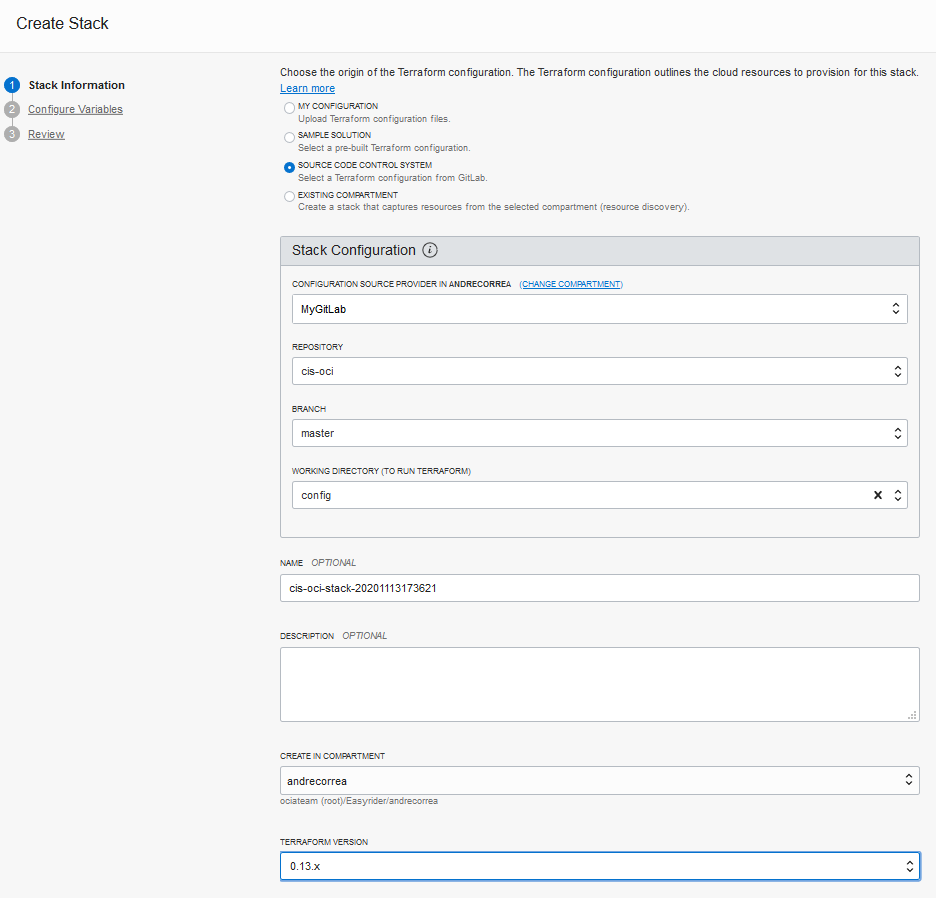 Create Stack
1 Stack Information
2 Configure Variables
3 Review
Choose the origin of the Terraform configuration. The Terraform configuration outlines the cloud resources to provision for this stack.
Learn more
MY CONFIGURATION
Upload Terraform configuration files.
SAMPLE SOLUTION
Select a pre-built Terraform configuration.
SOURCE CODE CONTROL SYSTEM
Select a Terraform configuration from GitLab.
EXISTING COMPARTMENT
Create a stack that captures resources from the selected compartment (resource discovery).
Stack Configuration i
CONFIGURATION SOURCE PROVIDER IN ANDRECORREA (CHANGE COMPARTMENT)
MyGitLab
REPOSITORY
cis-oci
BRANCH
master
WORKING DIRECTORY (TO RUN TERRAFORM)
config
NAME OPTIONAL
cis-oci-stack-20201113173621
DESCRIPTION OPTIONAL
CREATE IN COMPARTMENT
andrecorrea
ociateam (root)/Easyrider/andrecorrea
TERRAFORM VERSION
0.13.x